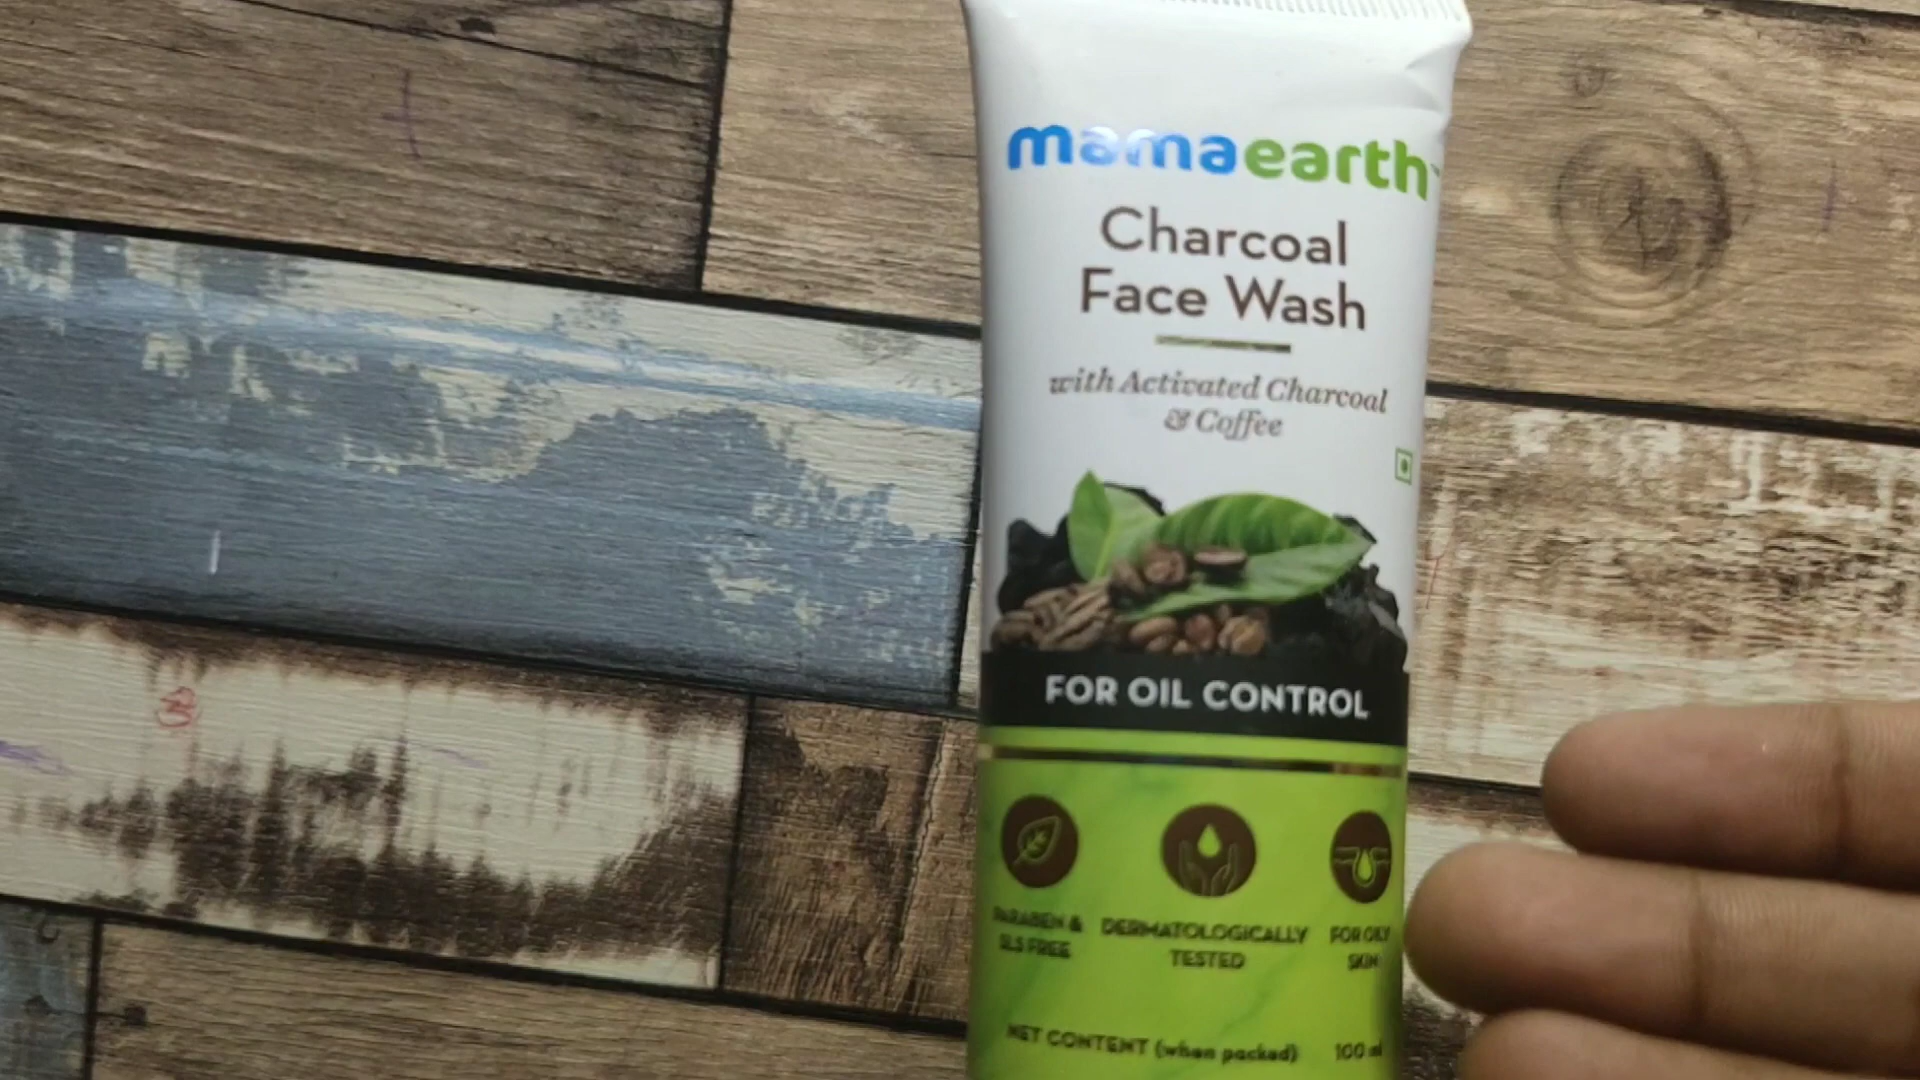 mamaearth™
Charcoal
Face Wash
with Activated Charcoal
& Coffee
FOR OIL CONTROL
PARABEN &
SLS FREE
DERMATOLOGICALLY
TESTED
FOR OILY
SKIN
NET CONTENT (when packed) 100 ml